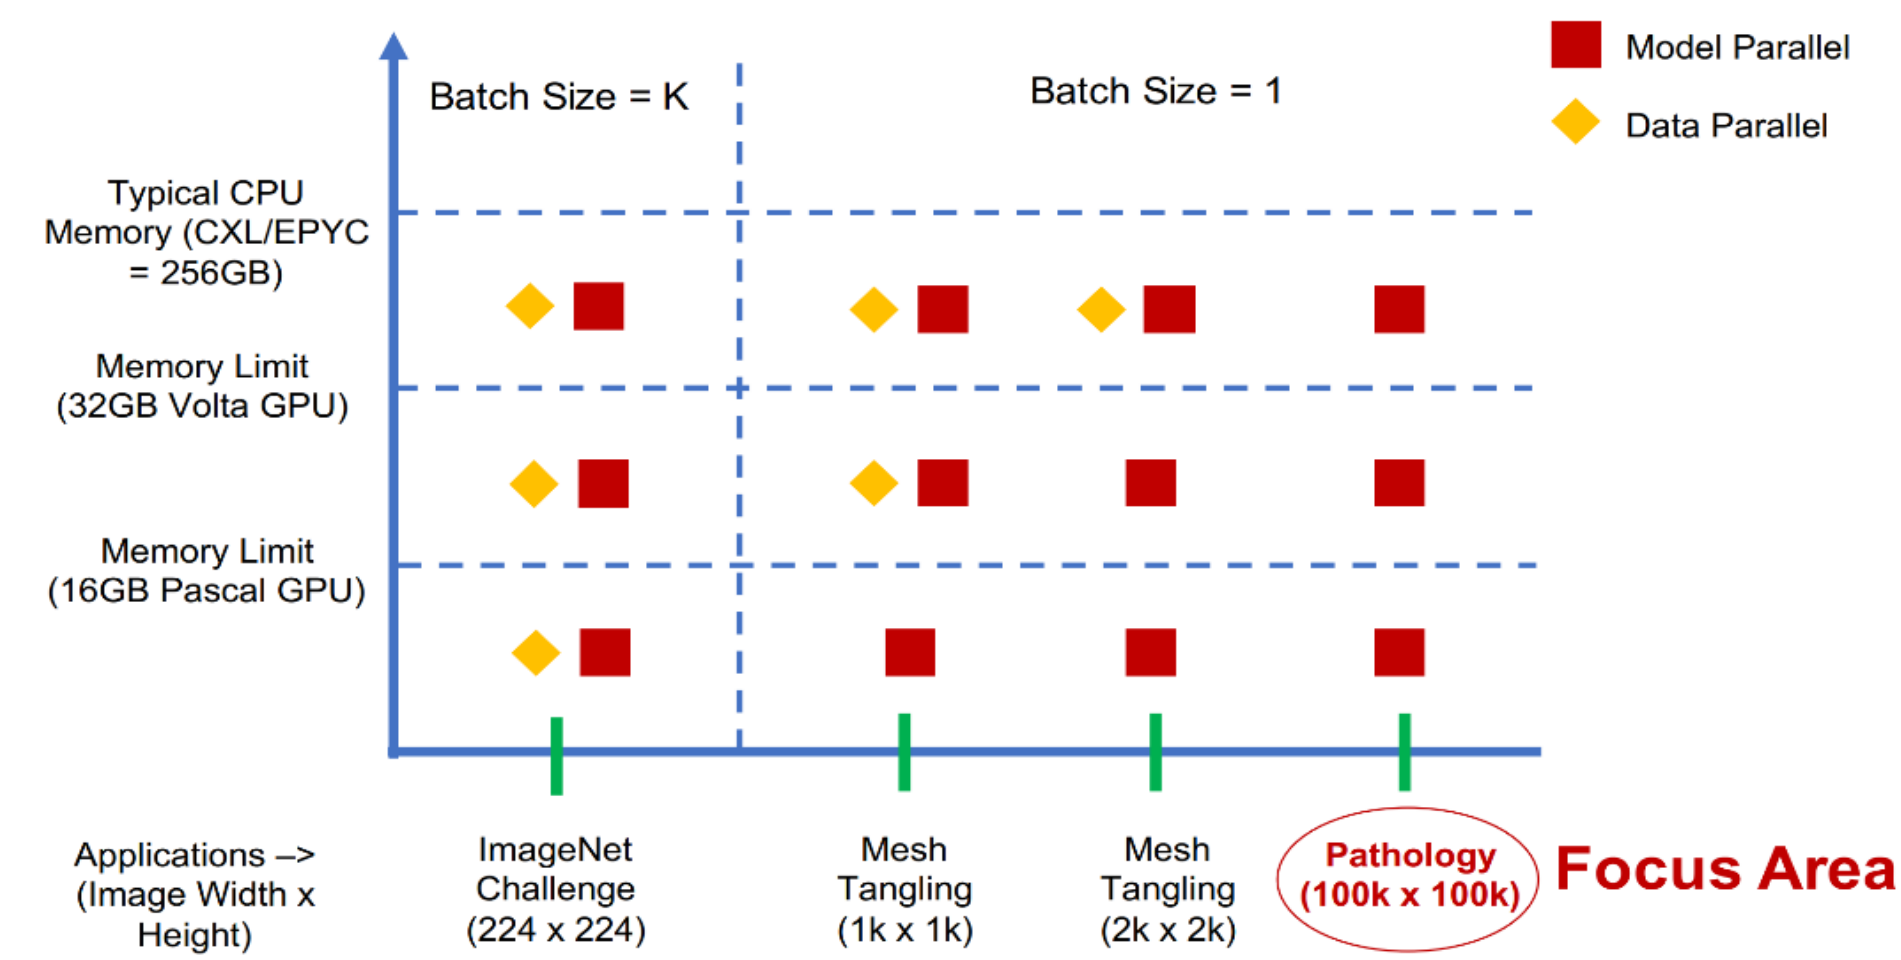 Model Parallel
Data Parallel
Batch Size = K
Batch Size = 1
Typical CPU
Memory (CXL/EPYC
= 256GB)
Memory Limit
(32GB Volta GPU)
Memory Limit
(16GB Pascal GPU)
Applications –>
(Image Width x
Height)
ImageNet
Challenge
(224 x 224)
Mesh
Tangling
(1k x 1k)
Mesh
Tangling
(2k x 2k)
Pathology
(100k x 100k)
Focus Area